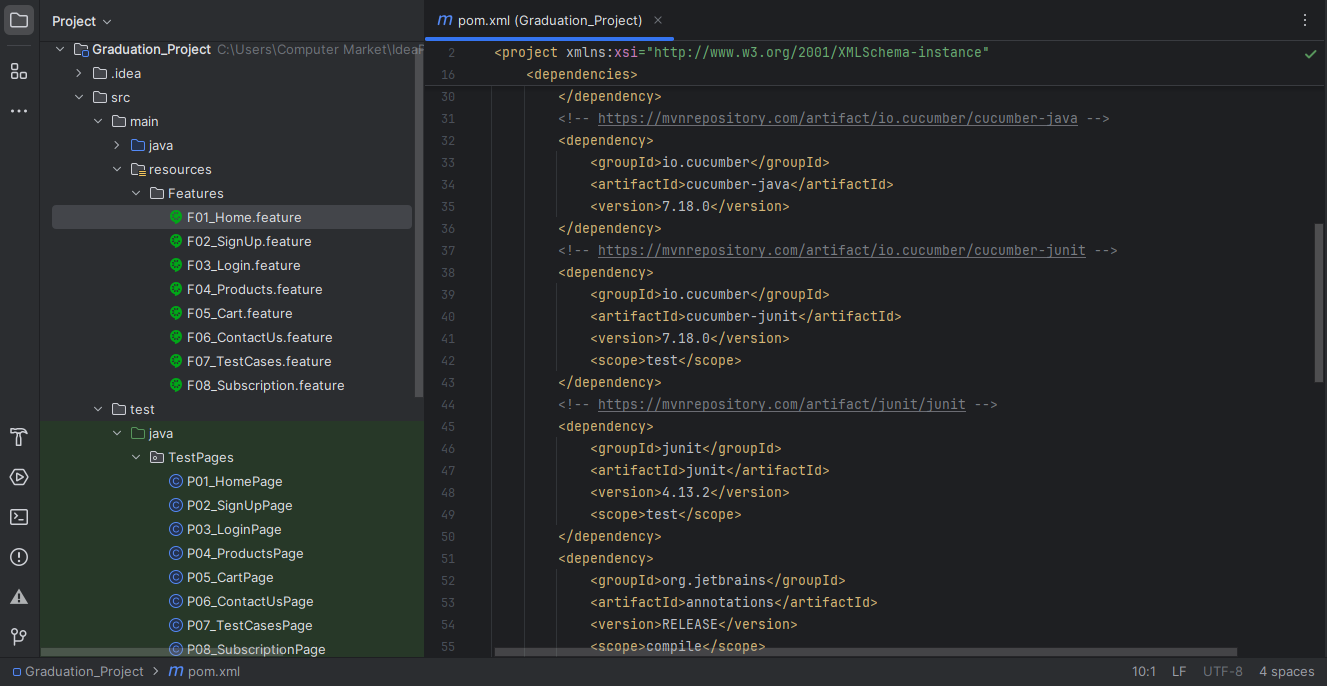 Project
Graduation_Project C:\Users\Computer Market\IdeaP
.idea
src
main
java
resources
Features
F01_Home.feature
F02_SignUp.feature
F03_Login.feature
F04_Products.feature
F05_Cart.feature
F06_ContactUs.feature
F07_TestCases.feature
F08_Subscription.feature
test
java
TestPages
P01_HomePage
P02_SignUpPage
P03_LoginPage
P04_ProductsPage
P05_CartPage
P06_ContactUsPage
P07_TestCasesPage
P08_SubscriptionPage
m pom.xml (Graduation_Project)
2 <project xmlns:xsi="http://www.w3.org/2001/XMLSchema-instance"
16 <dependencies>
30 </dependency>
31 <!-- https://mvnrepository.com/artifact/io.cucumber/cucumber-java -->
32 <dependency>
33 <groupId>io.cucumber</groupId>
34 <artifactId>cucumber-java</artifactId>
35 <version>7.18.0</version>
36 </dependency>
37 <!-- https://mvnrepository.com/artifact/io.cucumber/cucumber-junit -->
38 <dependency>
39 <groupId>io.cucumber</groupId>
40 <artifactId>cucumber-junit</artifactId>
41 <version>7.18.0</version>
42 <scope>test</scope>
43 </dependency>
44 <!-- https://mvnrepository.com/artifact/junit/junit -->
45 <dependency>
46 <groupId>junit</groupId>
47 <artifactId>junit</artifactId>
48 <version>4.13.2</version>
49 <scope>test</scope>
50 </dependency>
51 <dependency>
52 <groupId>org.jetbrains</groupId>
53 <artifactId>annotations</artifactId>
54 <version>RELEASE</version>
55 <scope>compile</scope>
Graduation_Project > m pom.xml
10:1 LF UTF-8 4 spaces